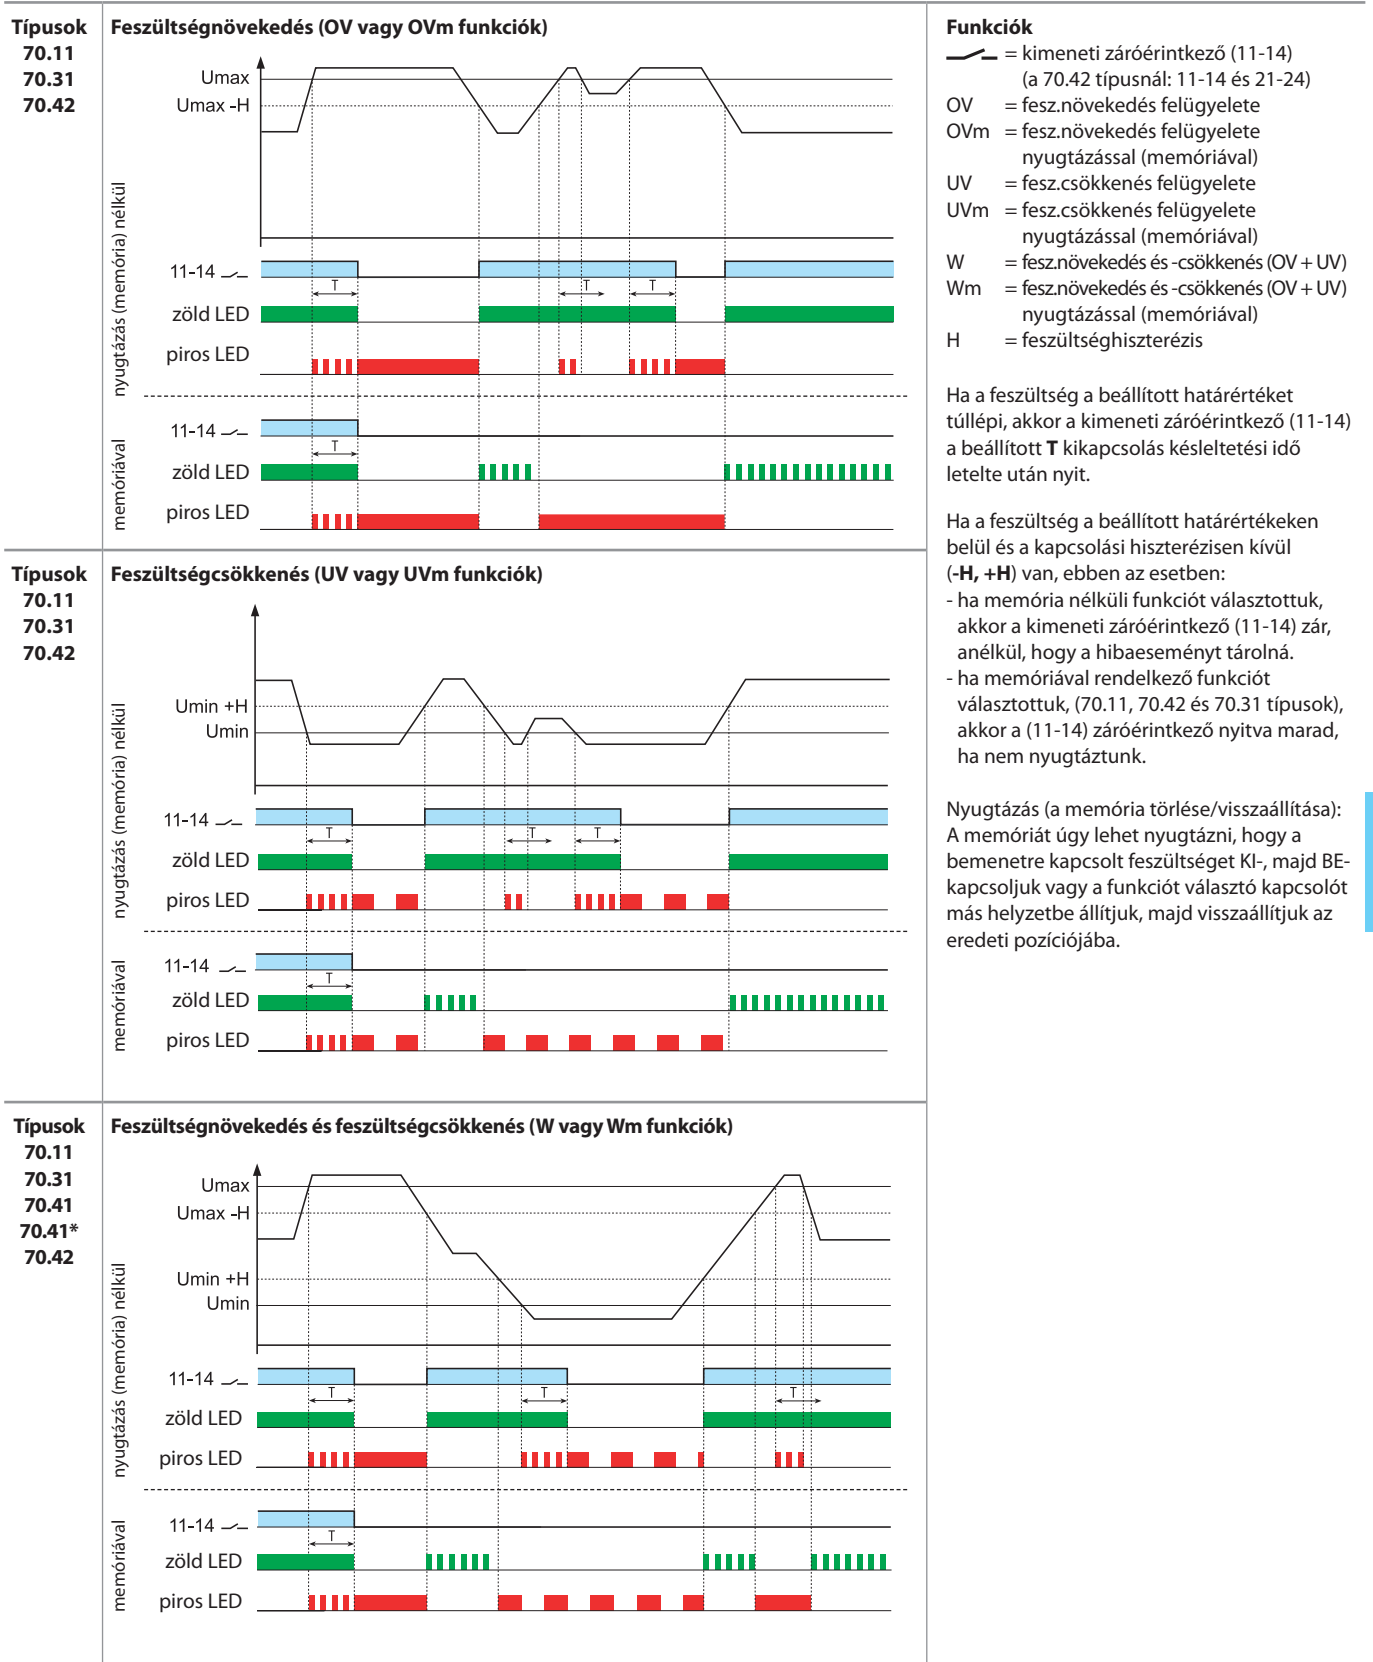 Típusok
70.11
70.31
70.42
Feszültségnövekedés (OV vagy OVm funkciók)
Umax
Umax -H
nyugtázás (memória) nélkül
11-14
T
T
T
zöld LED
piros LED
memóriával
11-14
T
zöld LED
piros LED
Típusok
70.11
70.31
70.42
Feszültségcsökkenés (UV vagy UVm funkciók)
Umin +H
Umin
nyugtázás (memória) nélkül
11-14
T
T
T
zöld LED
piros LED
memóriával
11-14
T
zöld LED
piros LED
Típusok
70.11
70.31
70.41
70.41*
70.42
Feszültségnövekedés és feszültségcsökkenés (W vagy Wm funkciók)
Umax
Umax -H
Umin +H
Umin
nyugtázás (memória) nélkül
11-14
T
T
T
zöld LED
piros LED
memóriával
11-14
T
zöld LED
piros LED
Funkciók
= kimeneti záróérintkező (11-14)
(a 70.42 típusnál: 11-14 és 21-24)
OV = fesz.növekedés felügyelete
OVm = fesz.növekedés felügyelete
nyugtázással (memóriával)
UV = fesz.csökkenés felügyelete
UVm = fesz.csökkenés felügyelete
nyugtázással (memóriával)
W = fesz.növekedés és -csökkenés (OV + UV)
Wm = fesz.növekedés és -csökkenés (OV + UV)
nyugtázással (memóriával)
H = feszültséghiszterézis
Ha a feszültség a beállított határértéket
túllépi, akkor a kimeneti záróérintkező (11-14)
a beállított T kikapcsolás késleltetési idő
letelte után nyit.
Ha a feszültség a beállított határértékeken
belül és a kapcsolási hiszterézisen kívül
(-H, +H) van, ebben az esetben:
- ha memória nélküli funkciót választottuk,
akkor a kimeneti záróérintkező (11-14) zár,
anélkül, hogy a hibaeseményt tárolná.
- ha memóriával rendelkező funkciót
választottuk, (70.11, 70.42 és 70.31 típusok),
akkor a (11-14) záróérintkező nyitva marad,
ha nem nyugtáztunk.
Nyugtázás (a memória törlése/visszaállítása):
A memóriát úgy lehet nyugtázni, hogy a
bemenetre kapcsolt feszültséget KI-, majd BE-
kapcsoljuk vagy a funkciót választó kapcsolót
más helyzetbe állítjuk, majd visszaállítjuk az
eredeti pozíciójába.